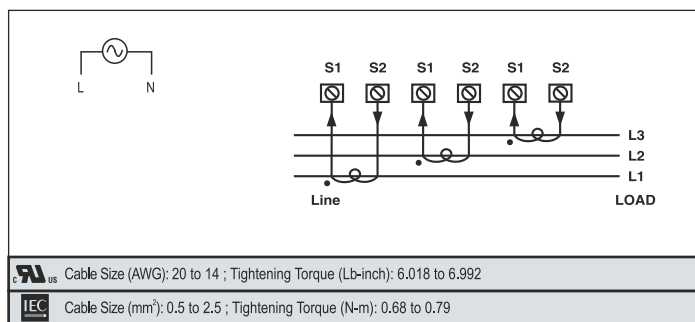 L N
S1 S2 S1 S2 S1 S2
L3
L2
L1
Line LOAD
c RU US Cable Size (AWG): 20 to 14 ; Tightening Torque (Lb-inch): 6.018 to 6.992
IEC Cable Size (mm²): 0.5 to 2.5 ; Tightening Torque (N-m): 0.68 to 0.79